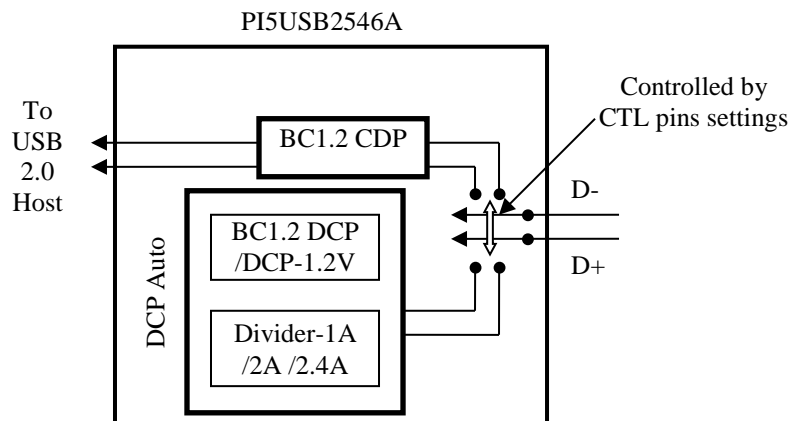 PI5USB2546A
Controlled by
CTL pins settings
To
USB
2.0
Host
BC1.2 CDP
D-
D+
DCP Auto
BC1.2 DCP
/DCP-1.2V
Divider-1A
/2A /2.4A